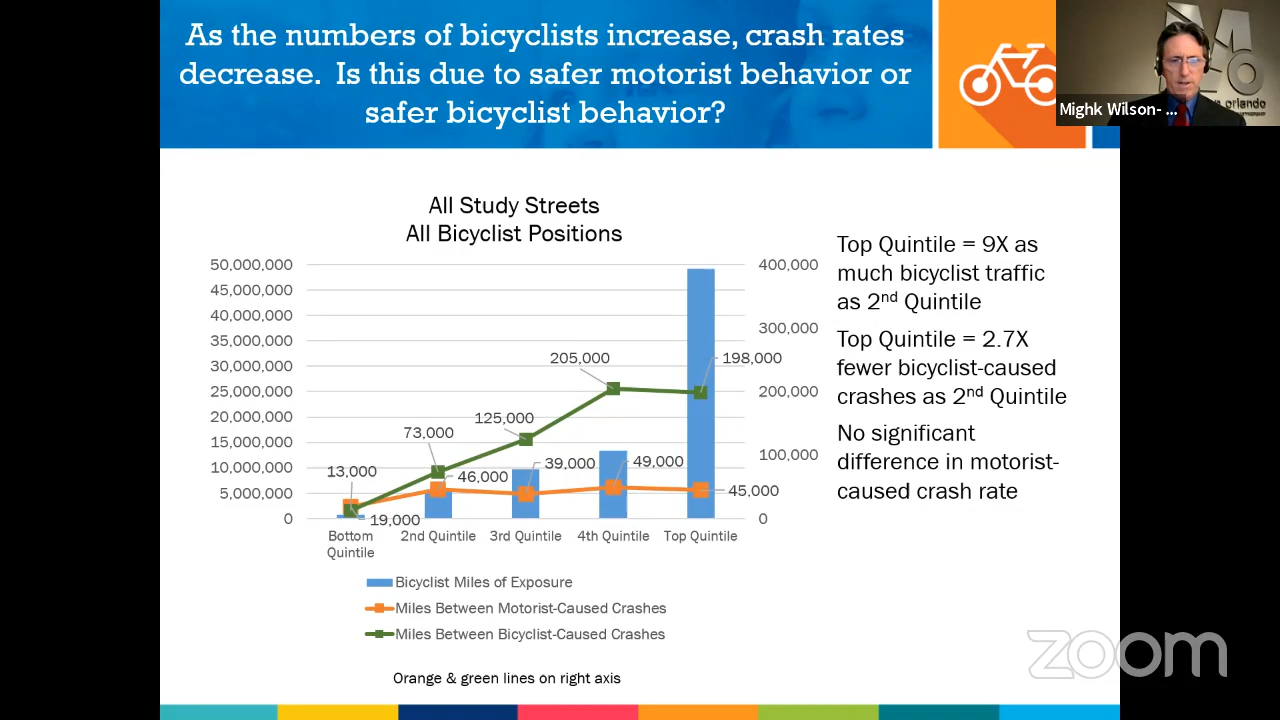 As the numbers of bicyclists increase, crash rates
decrease. Is this due to safer motorist behavior or
safer bicyclist behavior?
Mighk Wilson- ...
orlando
All Study Streets
All Bicyclist Positions
50,000,000
45,000,000
40,000,000
35,000,000
30,000,000
25,000,000
20,000,000
15,000,000
10,000,000
5,000,000
0
400,000
300,000
200,000
100,000
0
13,000
19,000
73,000
46,000
125,000
39,000
205,000
49,000
198,000
45,000
Bottom
Quintile
2nd Quintile
3rd Quintile
4th Quintile
Top Quintile
Bicyclist Miles of Exposure
Miles Between Motorist-Caused Crashes
Miles Between Bicyclist-Caused Crashes
Orange & green lines on right axis
Top Quintile = 9X as
much bicyclist traffic
as 2nd Quintile
Top Quintile = 2.7X
fewer bicyclist-caused
crashes as 2nd Quintile
No significant
difference in motorist-
caused crash rate
zoom